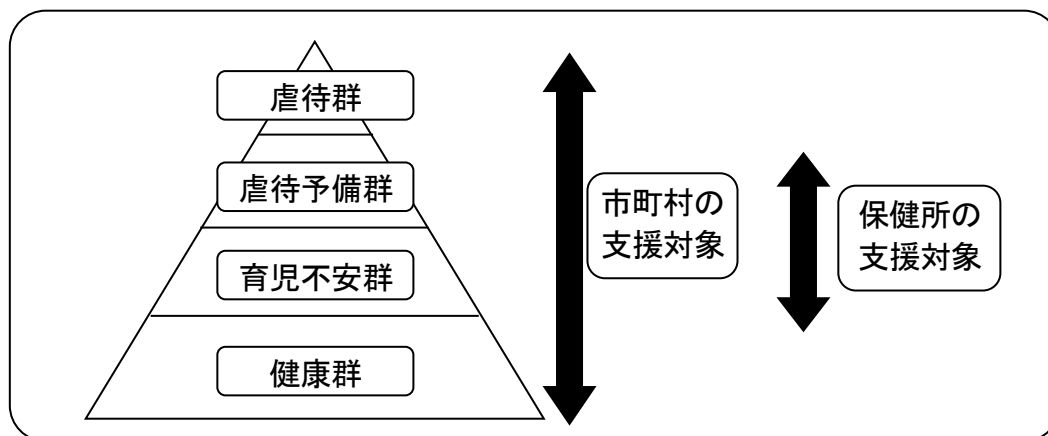 虐待群
虐待予備群
育児不安群
健康群
市町村の
支援対象
保健所の
支援対象